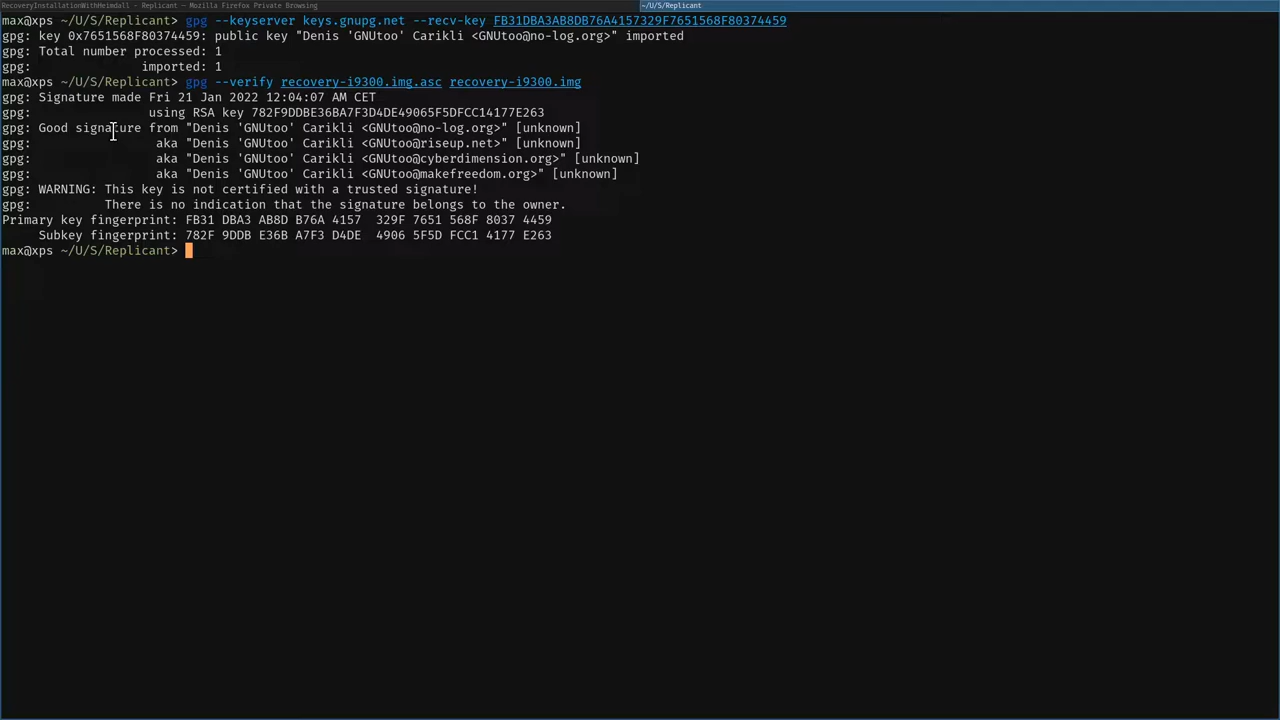 RecoveryInstallationWithHeimdall - Replicant — Mozilla Firefox Private Browsing
~/U/S/Replicant
max@xps ~/U/S/Replicant> gpg --keyserver keys.gnupg.net --recv-key FB31DBA3AB8DB76A4157329F7651568F80374459
gpg: key 0x7651568F80374459: public key "Denis 'GNUtoo' Carikli <GNUtoo@no-log.org>" imported
gpg: Total number processed: 1
gpg:               imported: 1
max@xps ~/U/S/Replicant> gpg --verify recovery-i9300.img.asc recovery-i9300.img
gpg: Signature made Fri 21 Jan 2022 12:04:07 AM CET
gpg:                using RSA key 782F9DDBE36BA7F3D4DE49065F5DFCC14177E263
gpg: Good signature from "Denis 'GNUtoo' Carikli <GNUtoo@no-log.org>" [unknown]
gpg:                 aka "Denis 'GNUtoo' Carikli <GNUtoo@riseup.net>" [unknown]
gpg:                 aka "Denis 'GNUtoo' Carikli <GNUtoo@cyberdimension.org>" [unknown]
gpg:                 aka "Denis 'GNUtoo' Carikli <GNUtoo@makefreedom.org>" [unknown]
gpg: WARNING: This key is not certified with a trusted signature!
gpg:          There is no indication that the signature belongs to the owner.
Primary key fingerprint: FB31 DBA3 AB8D B76A 4157  329F 7651 568F 8037 4459
     Subkey fingerprint: 782F 9DDB E36B A7F3 D4DE  4906 5F5D FCC1 4177 E263
max@xps ~/U/S/Replicant>